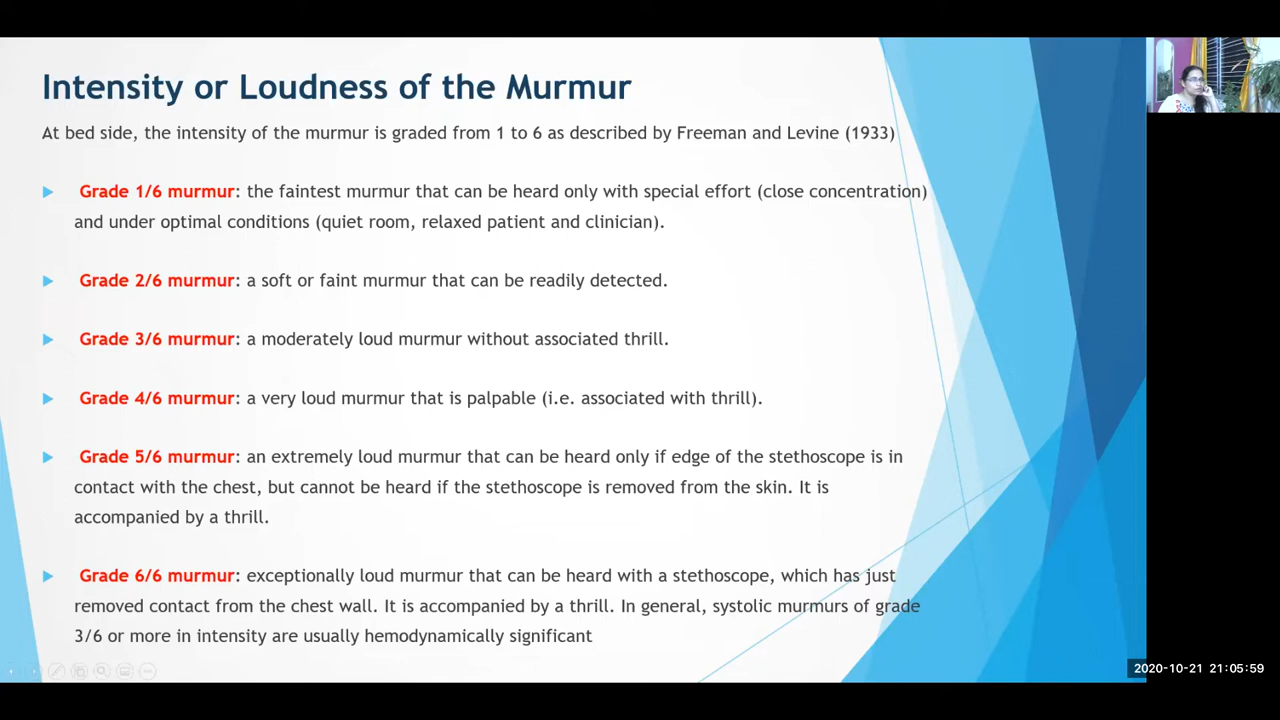 Intensity or Loudness of the Murmur
At bed side, the intensity of the murmur is graded from 1 to 6 as described by Freeman and Levine (1933)
Grade 1/6 murmur: the faintest murmur that can be heard only with special effort (close concentration)
and under optimal conditions (quiet room, relaxed patient and clinician).
Grade 2/6 murmur: a soft or faint murmur that can be readily detected.
Grade 3/6 murmur: a moderately loud murmur without associated thrill.
Grade 4/6 murmur: a very loud murmur that is palpable (i.e. associated with thrill).
Grade 5/6 murmur: an extremely loud murmur that can be heard only if edge of the stethoscope is in
contact with the chest, but cannot be heard if the stethoscope is removed from the skin. It is
accompanied by a thrill.
Grade 6/6 murmur: exceptionally loud murmur that can be heard with a stethoscope, which has just
removed contact from the chest wall. It is accompanied by a thrill. In general, systolic murmurs of grade
3/6 or more in intensity are usually hemodynamically significant
2020-10-21 21:05:59